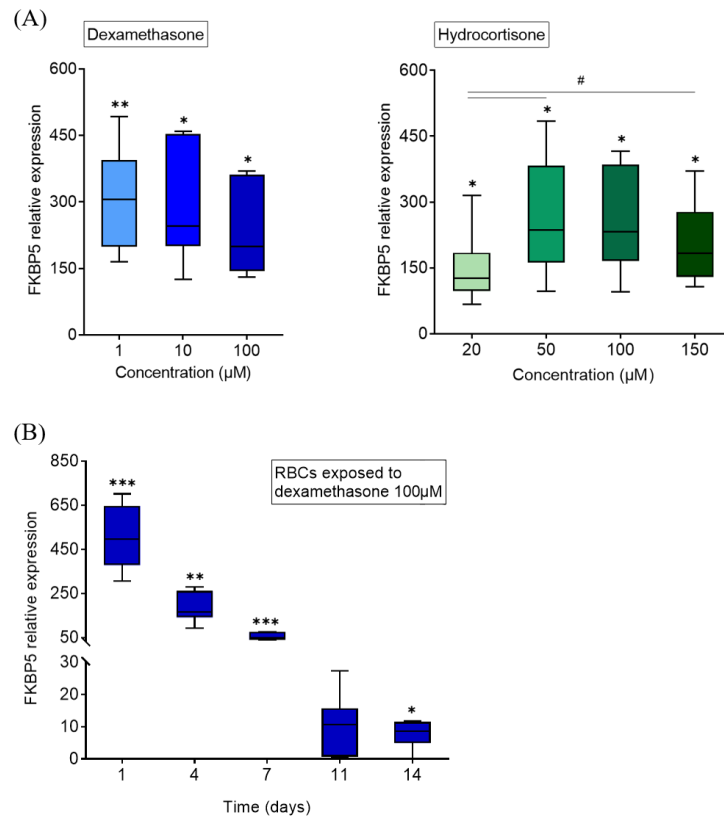 (A)
Dexamethasone
FKBP5 relative expression
600
450
300
150
0
**
*
*
1 10 100
Concentration (µM)
Hydrocortisone
FKBP5 relative expression
600
450
300
150
0
#
*
*
*
*
20 50 100 150
Concentration (µM)
(B)
RBCs exposed to
dexamethasone 100µM
FKBP5 relative expression
850
650
450
250
50
30
20
10
0
***
**
***
*
1 4 7 11 14
Time (days)